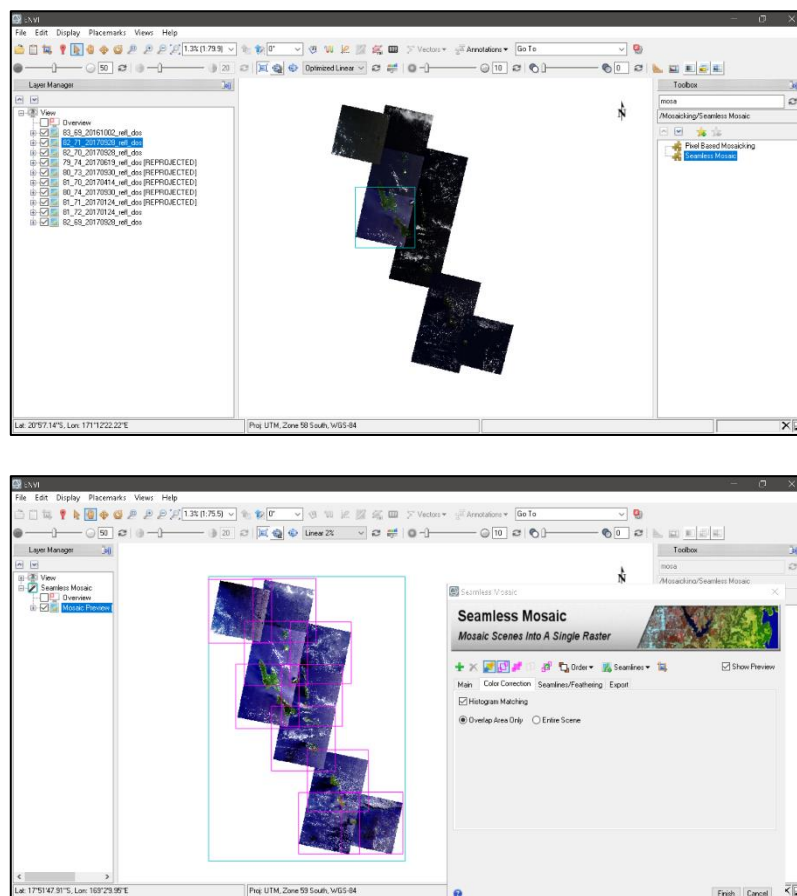 ENVI
File Edit Display Placemarks Views Help
1.3% (1:79.9) 0° Vectors Annotations Go To
50 20 Optimized Linear 10 0
Layer Manager
View
Overview
83_69_20161002_refl_dos
82_71_20170928_refl_dos
82_70_20170928_refl_dos
79_74_20170619_refl_dos [REPROJECTED]
80_73_20170930_refl_dos [REPROJECTED]
81_70_20170414_refl_dos [REPROJECTED]
80_74_20170930_refl_dos [REPROJECTED]
81_71_20170124_refl_dos [REPROJECTED]
81_72_20170124_refl_dos
82_69_20170928_refl_dos
N
Toolbox
mosa
/Mosaicking/Seamless Mosaic
Pixel Based Mosaicking
Seamless Mosaic
Lat: 20°57.14"S, Lon: 171°12'22.22"E Proj: UTM, Zone 58 South, WGS-84
ENVI
File Edit Display Placemarks Views Help
1.3% (1:75.5) 0° Vectors Annotations Go To
50 20 Linear 2% 10 0
Layer Manager
View
Seamless Mosaic
Overview
Mosaic Preview
N
Toolbox
mosa
/Mosaicking/Seamless Mosaic
Seamless Mosaic
Seamless Mosaic
Mosaic Scenes Into A Single Raster
Order Seamlines Show Preview
Main Color Correction Seamlines/Feathering Export
Histogram Matching
Overlap Area Only Entire Scene
Finish Cancel
Lat: 17°51'47.91"S, Lon: 169°29.95"E Proj: UTM, Zone 59 South, WGS-84